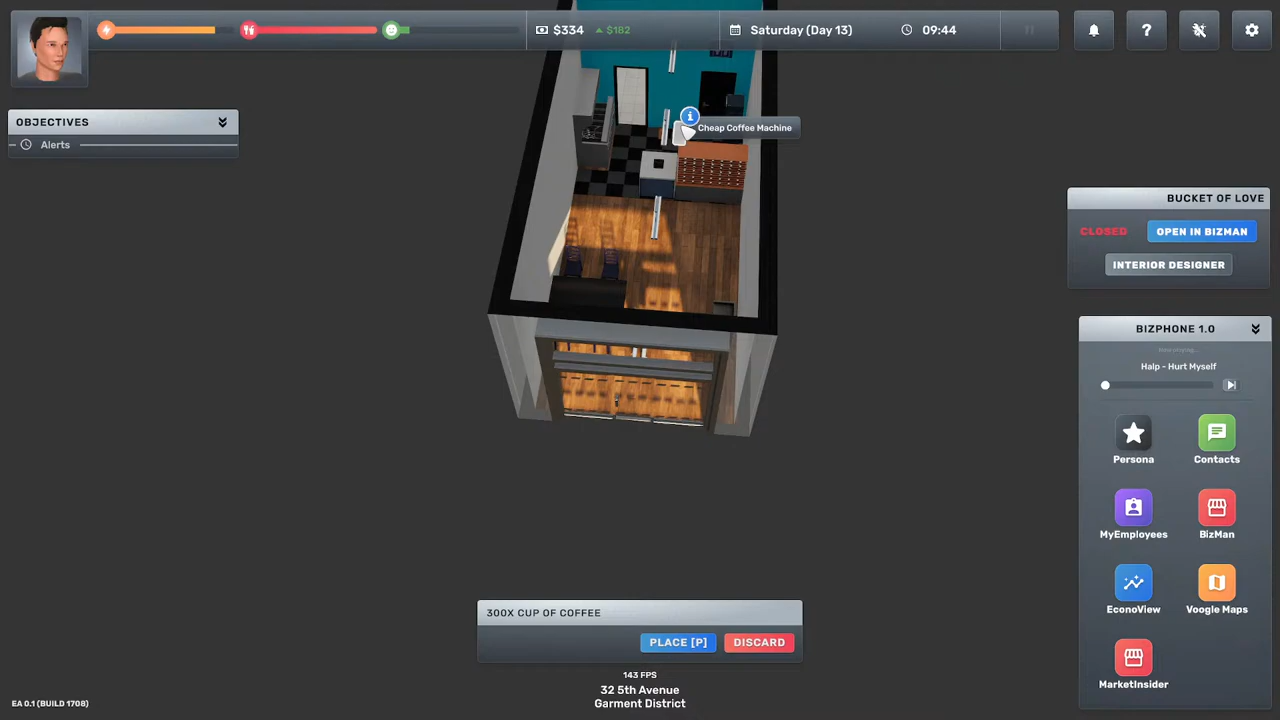 $334 ▲ $182
Saturday (Day 13)
09:44
?
OBJECTIVES
Alerts
i
Cheap Coffee Machine
BUCKET OF LOVE
CLOSED
OPEN IN BIZMAN
INTERIOR DESIGNER
BIZPHONE 1.0
Halp - Hurt Myself
Persona
Contacts
MyEmployees
BizMan
EconoView
Voogle Maps
MarketInsider
300X CUP OF COFFEE
PLACE [P]
DISCARD
143 FPS
32 5th Avenue
Garment District
EA 0.1 (BUILD 1708)